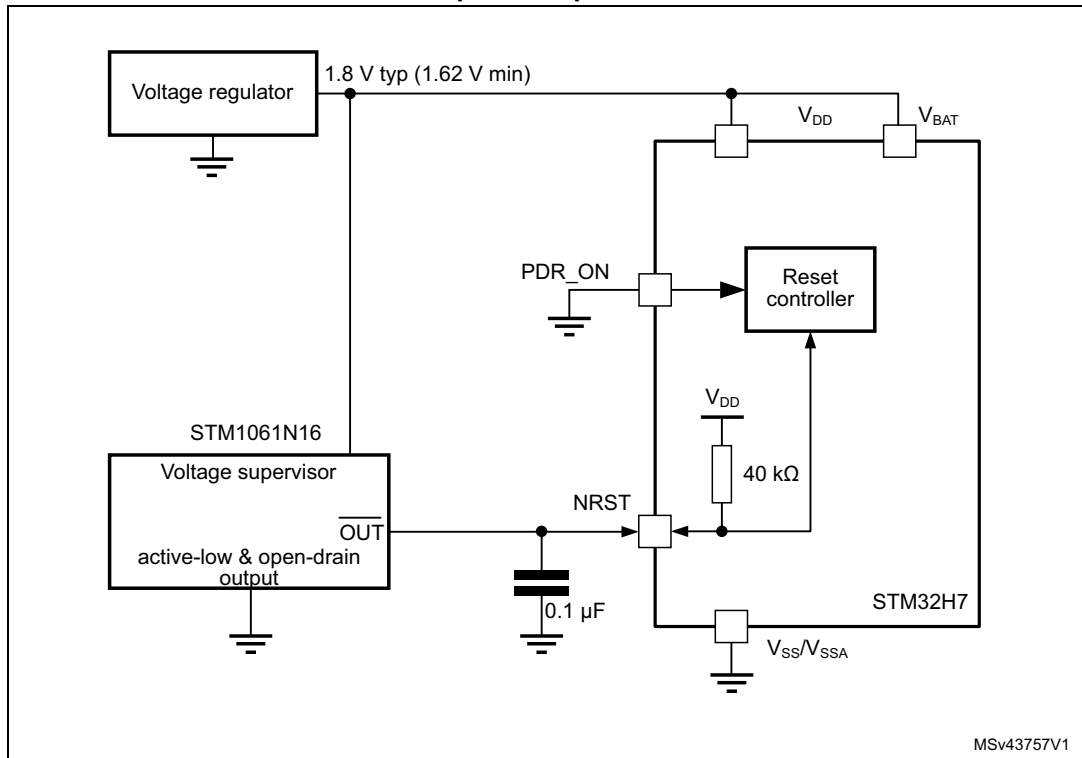 1.8 V typ (1.62 V min)
Voltage regulator
VDD
VBAT
PDR_ON
Reset
controller
VDD
STM1061N16
Voltage supervisor
40 kΩ
NRST
OUT
active-low & open-drain
output
0.1 µF
STM32H7
VSS/VSSA
MSv43757V1